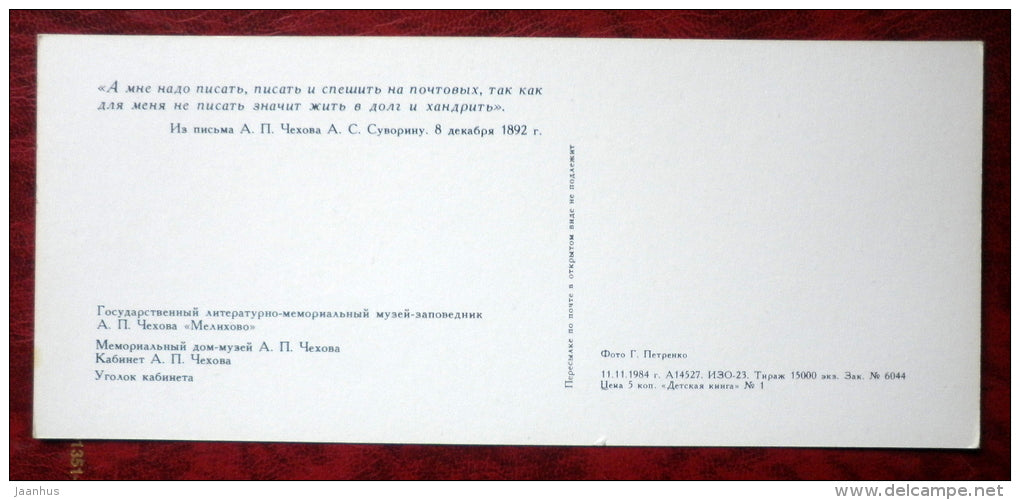 «А мне надо писать, писать и спешить на почтовых, так как
для меня не писать значит жить в долг и хандрить».
Из письма А. П. Чехова А. С. Суворину. 8 декабря 1892 г.
Государственный литературно-мемориальный музей-заповедник
А. П. Чехова «Мелихово»
Мемориальный дом-музей А. П. Чехова
Кабинет А. П. Чехова
Уголок кабинета
Пересылке по почте в открытом виде не подлежит
Фото Г. Петренко
11.11.1984 г. А14527. ИЗО-23. Тираж 15000 экз. Зак. № 6044
Цена 5 коп. «Детская книга» № 1
1351
jaanhus
delcampe.net